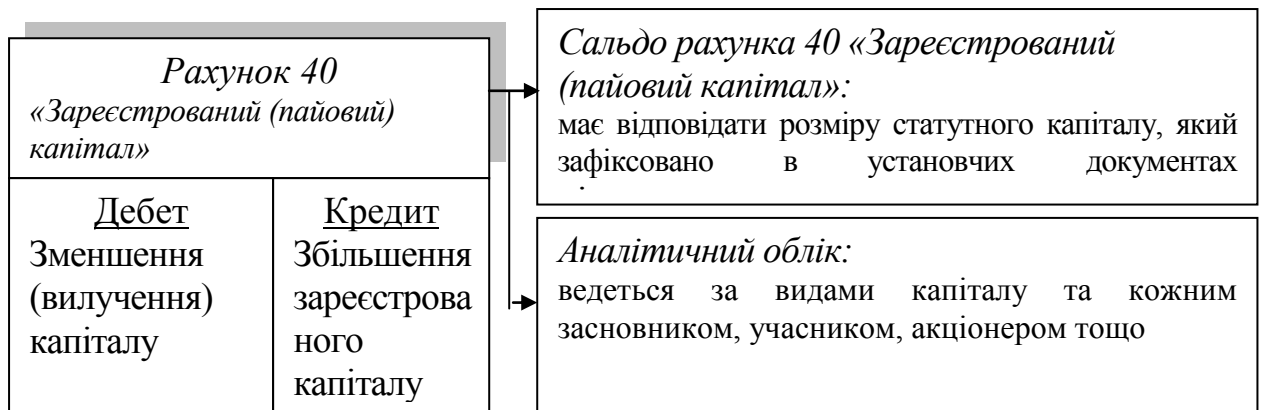 Рахунок 40
«Зареєстрований (пайовий)
капітал»
Дебет
Зменшення
(вилучення)
капіталу
Кредит
Збільшення
зареєстрова
ного
капіталу
Сальдо рахунка 40 «Зареєстрований
(пайовий капітал»:
має відповідати розміру статутного капіталу, який
зафіксовано в установчих документах
Аналітичний облік:
ведеться за видами капіталу та кожним
засновником, учасником, акціонером тощо